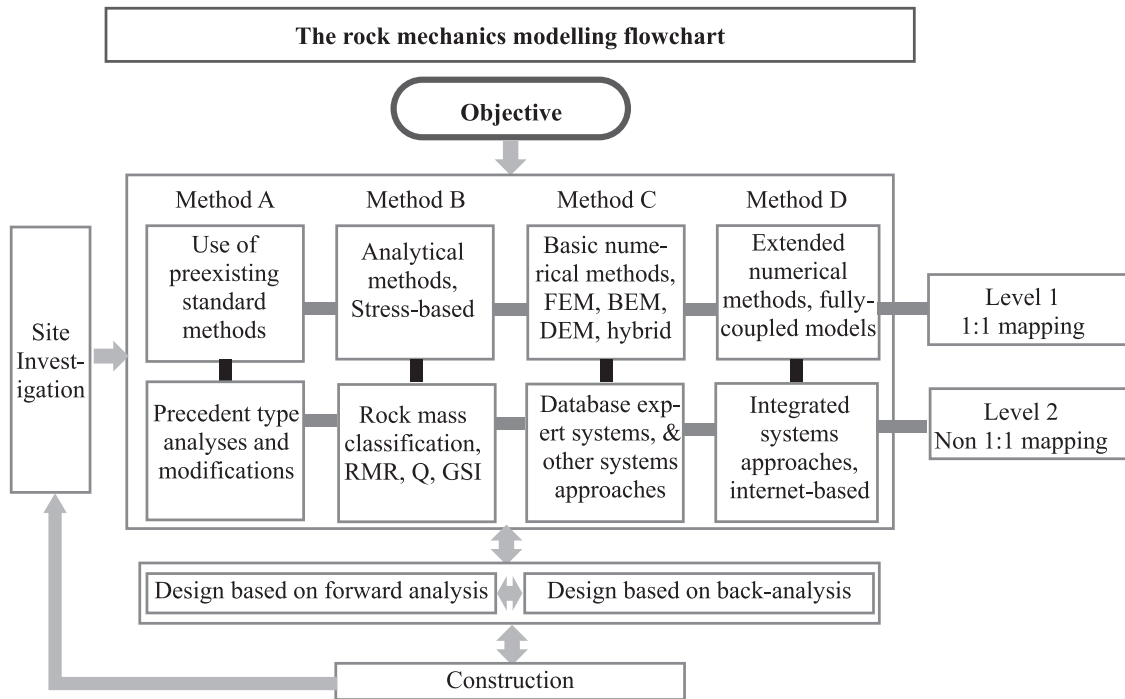 The rock mechanics modelling flowchart
Objective
Method A
Method B
Method C
Method D
Use of
preexisting
standard
methods
Analytical
methods,
Stress-based
Basic nume-
rical methods,
FEM, BEM,
DEM, hybrid
Extended
numerical
methods, fully-
coupled models
Level 1
1:1 mapping
Site
Invest-
igation
Precedent type
analyses and
modifications
Rock mass
classification,
RMR, Q, GSI
Database exp-
ert systems, &
other systems
approaches
Integrated
systems
approaches,
internet-based
Level 2
Non 1:1 mapping
Design based on forward analysis
Design based on back-analysis
Construction